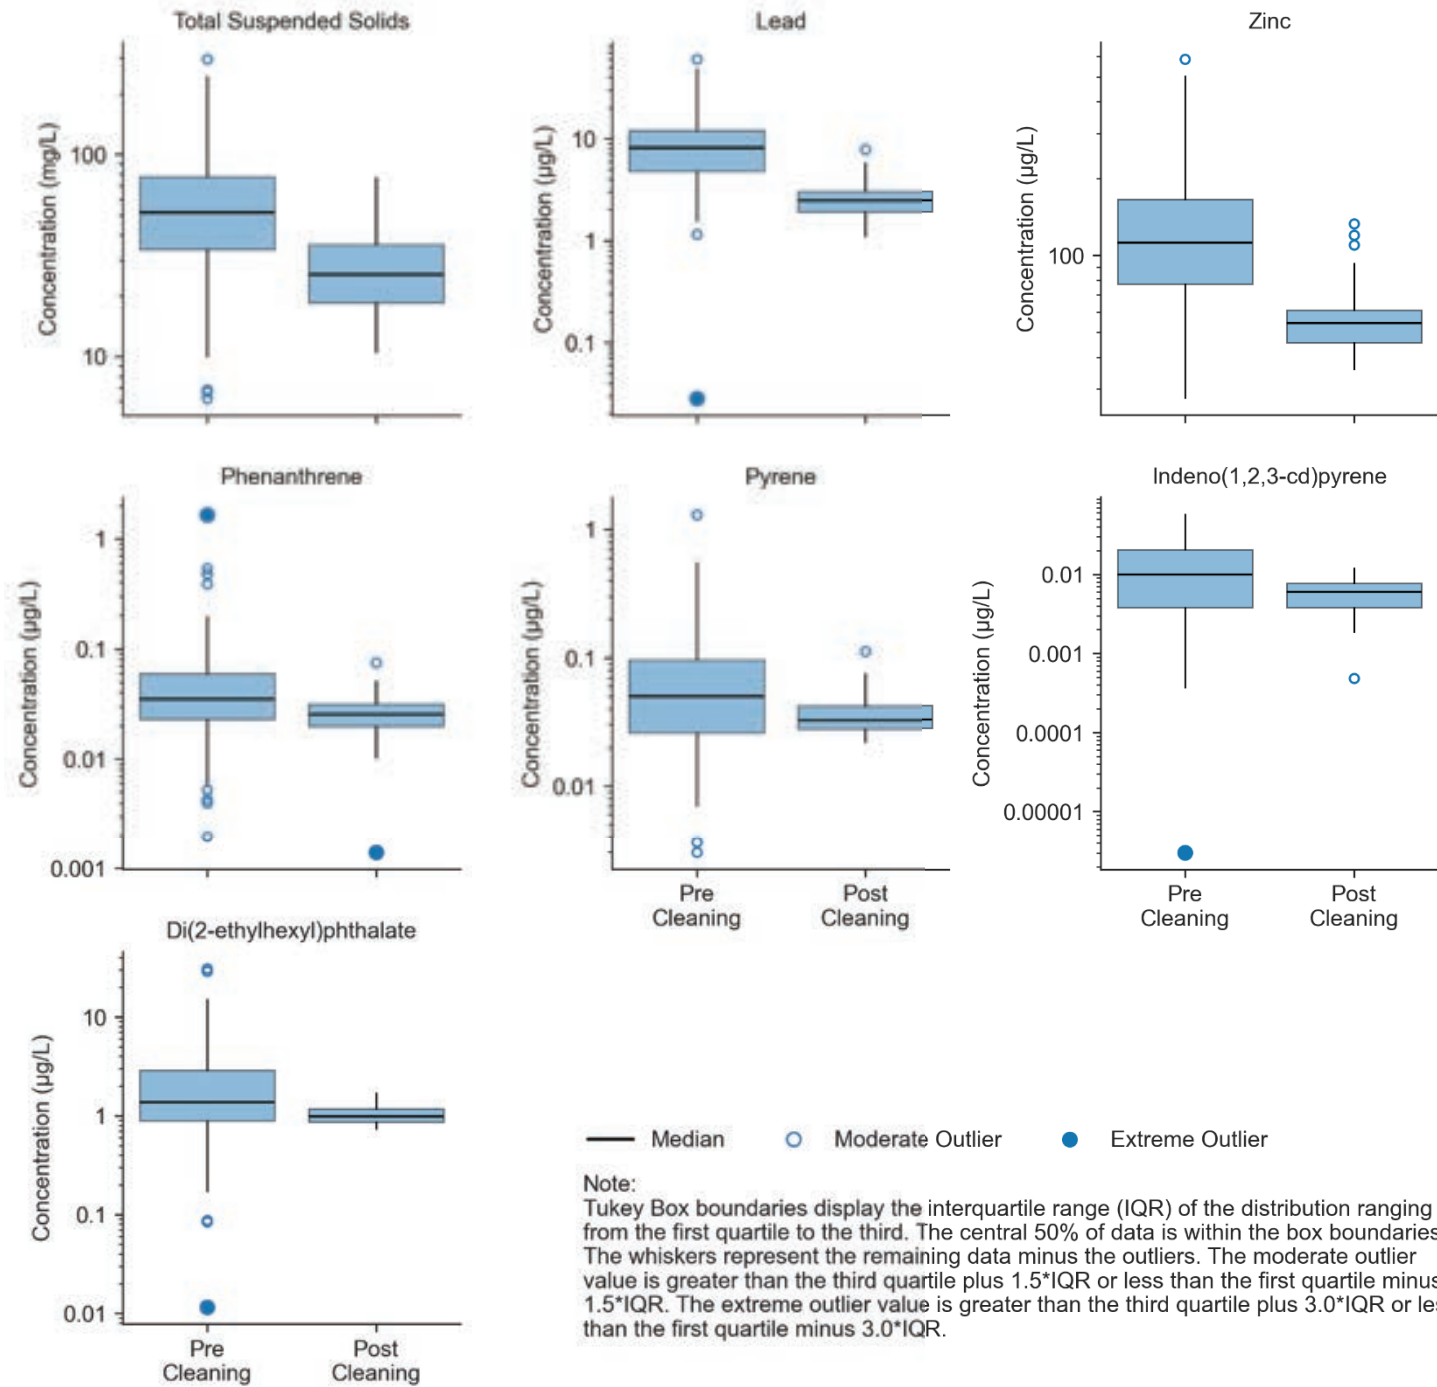 Total Suspended Solids
Concentration (mg/L)
100
10
Lead
Concentration (µg/L)
10
1
0.1
Zinc
Concentration (µg/L)
100
Phenanthrene
Concentration (µg/L)
1
0.1
0.01
0.001
Pyrene
Concentration (µg/L)
1
0.1
0.01
Pre
Cleaning
Post
Cleaning
Indeno(1,2,3-cd)pyrene
Concentration (µg/L)
0.01
0.001
0.0001
0.00001
Pre
Cleaning
Post
Cleaning
Di(2-ethylhexyl)phthalate
Concentration (µg/L)
10
1
0.1
0.01
Pre
Cleaning
Post
Cleaning
Median
Moderate Outlier
Extreme Outlier
Note:
Tukey Box boundaries display the interquartile range (IQR) of the distribution ranging
from the first quartile to the third. The central 50% of data is within the box boundaries
The whiskers represent the remaining data minus the outliers. The moderate outlier
value is greater than the third quartile plus 1.5*IQR or less than the first quartile minus
1.5*IQR. The extreme outlier value is greater than the third quartile plus 3.0*IQR or le
than the first quartile minus 3.0*IQR.